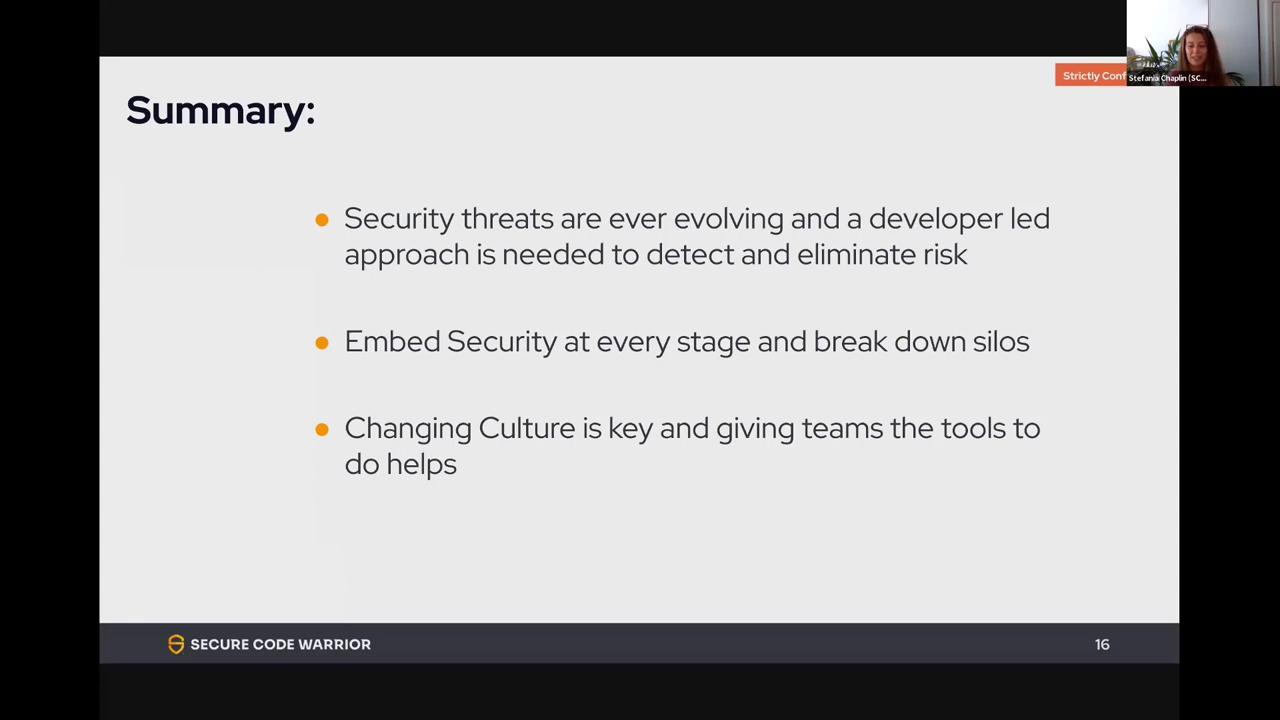 Summary:
Strictly Conf
Stefania Chaplin (SC...
Security threats are ever evolving and a developer led
approach is needed to detect and eliminate risk
Embed Security at every stage and break down silos
Changing Culture is key and giving teams the tools to
do helps
SECURE CODE WARRIOR
16